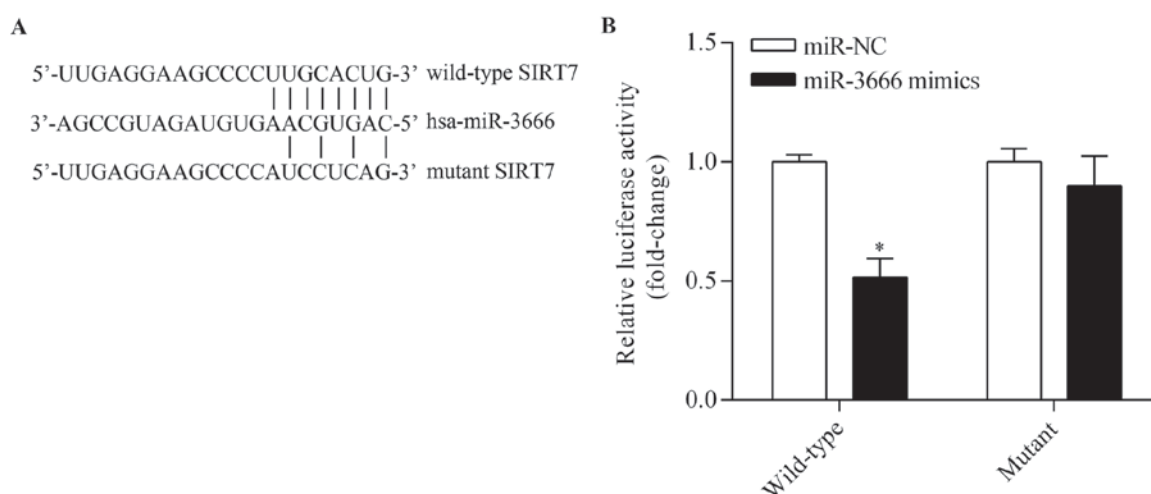 A
5’-UUGAGGAAGCCCCUUGCACUG-3’ wild-type SIRT7
3’-AGCCGUAGAUGUGAACGUGAC-5’ hsa-miR-3666
5’-UUGAGGAAGCCCCAUCCUCAG-3’ mutant SIRT7
B
miR-NC
miR-3666 mimics
Relative luciferase activity
(fold-change)
1.5
1.0
0.5
0.0
*
Wild-type
Mutant